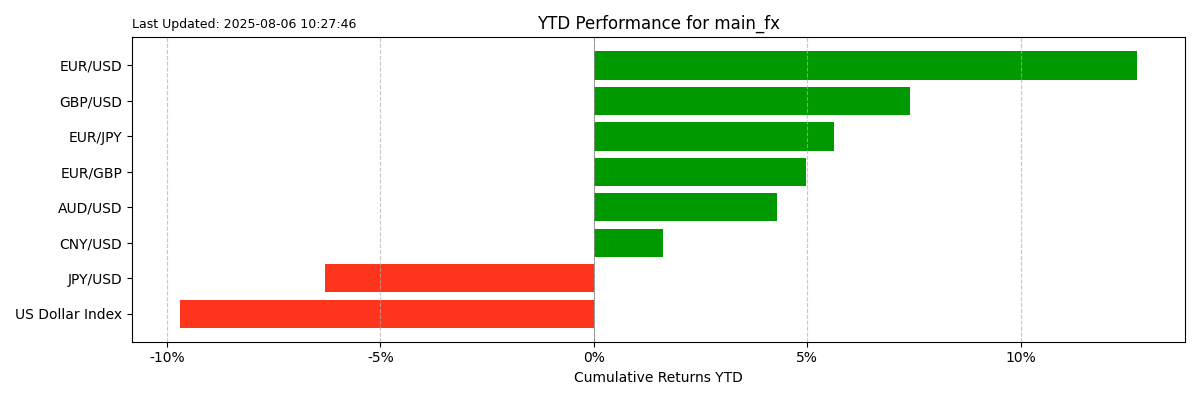 Last Updated: 2025-08-06 10:27:46
YTD Performance for main_fx
EUR/USD
GBP/USD
EUR/JPY
EUR/GBP
AUD/USD
CNY/USD
JPY/USD
US Dollar Index
-10%
-5%
0%
5%
10%
Cumulative Returns YTD